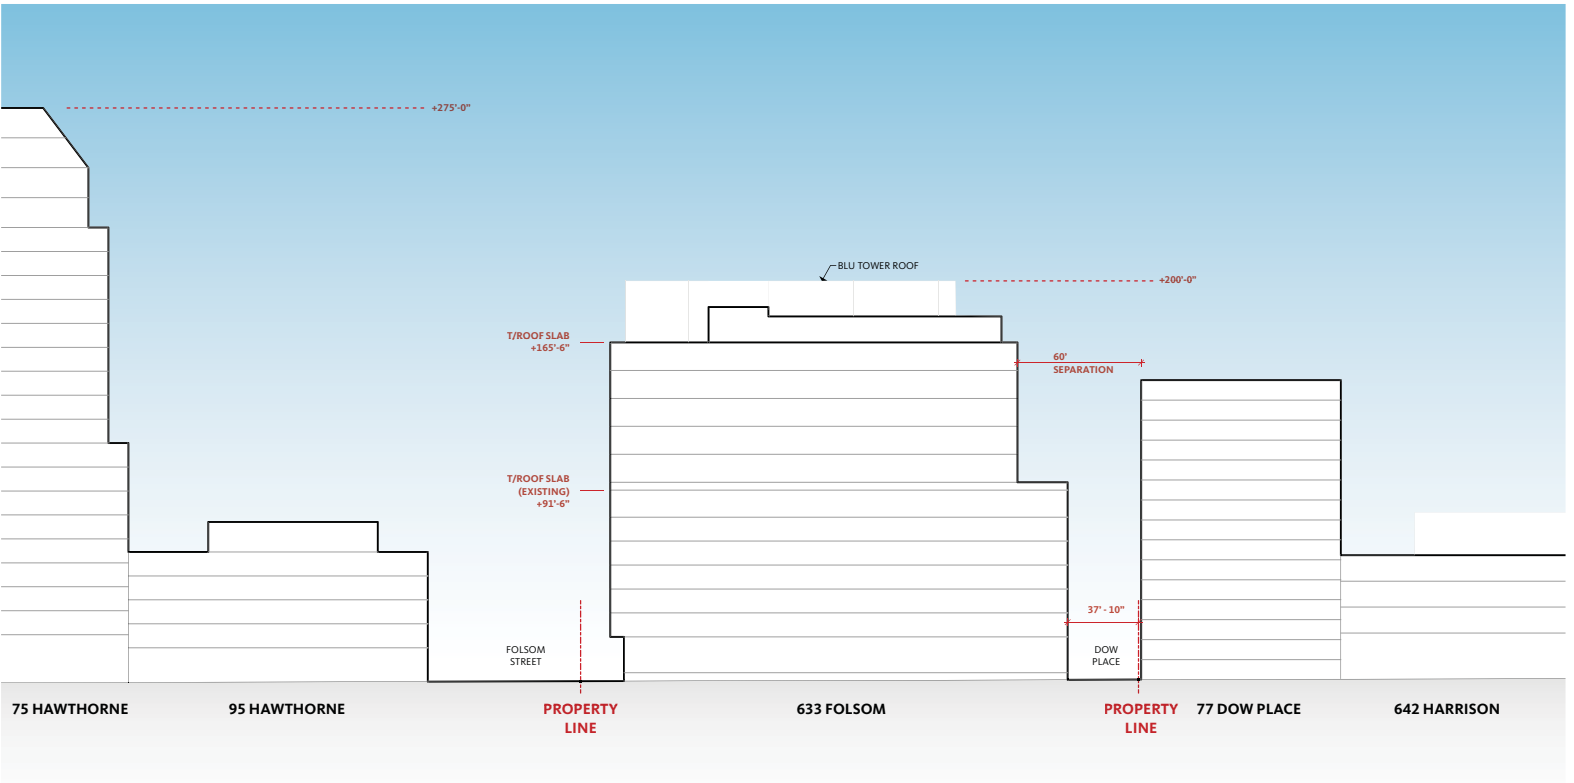 +275'-0"
BLU TOWER ROOF
+200'-0"
T/ROOF SLAB
+165'-6"
60'
SEPARATION
T/ROOF SLAB
(EXISTING)
+91'-6"
37' - 10"
FOLSOM
STREET
DOW
PLACE
75 HAWTHORNE
95 HAWTHORNE
PROPERTY
LINE
633 FOLSOM
PROPERTY
LINE
77 DOW PLACE
642 HARRISON